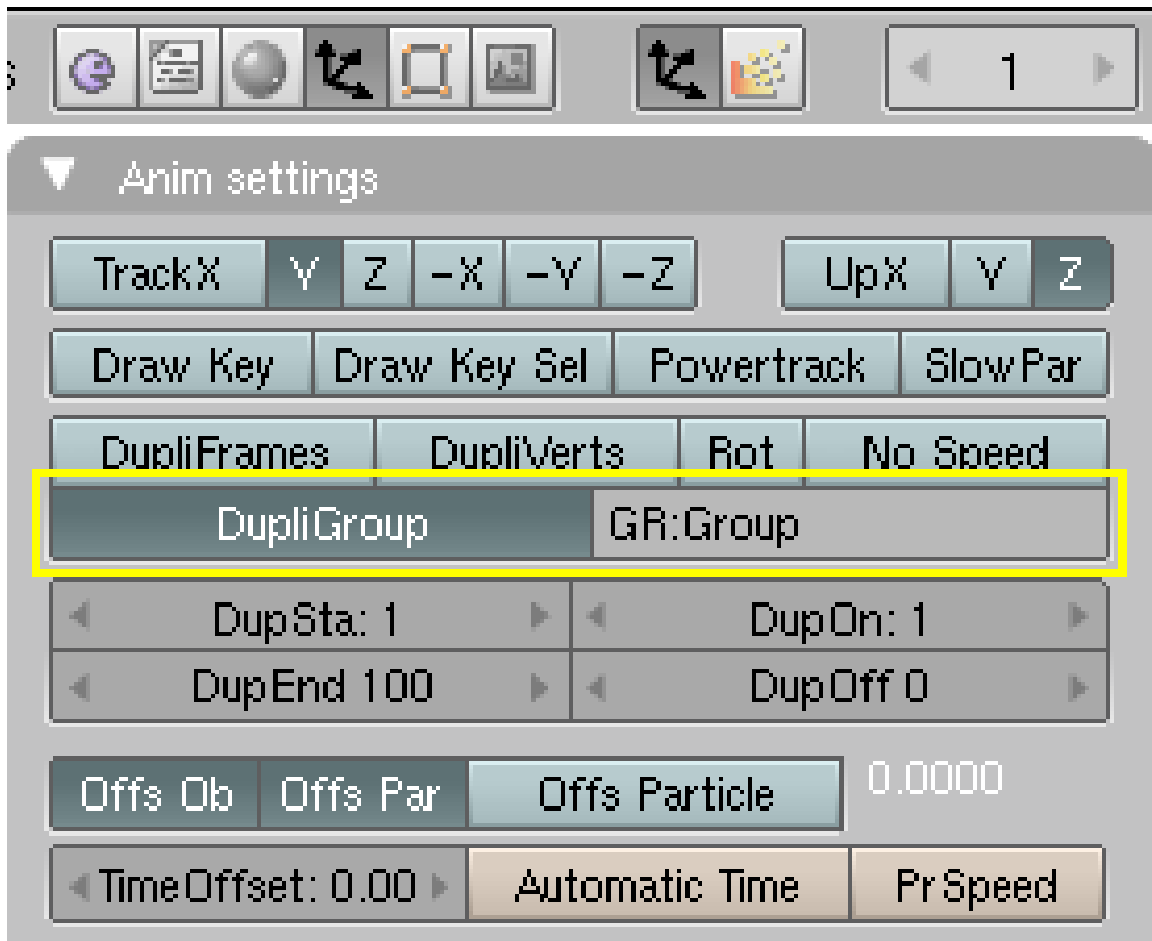 1
Anim settings
TrackX Y Z -X -Y -Z UpX Y Z
Draw Key Draw Key Sel Powertrack SlowPar
DupliFrames DupliVerts Rot No Speed
DupliGroup GR:Group
DupSta: 1 DupOn: 1
DupEnd 100 DupOff 0
Offs Ob Offs Par Offs Particle 0.0000
TimeOffset: 0.00 Automatic Time PrSpeed